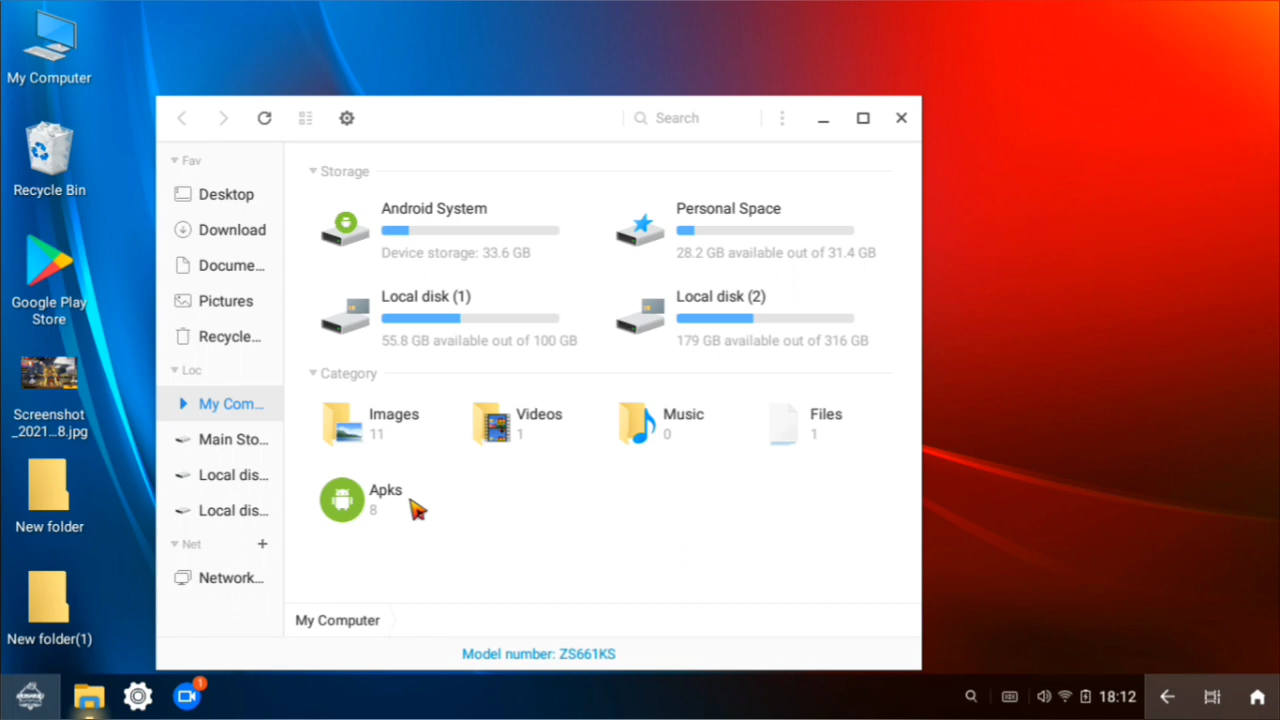 My Computer
Recycle Bin
Google Play
Store
Screenshot
_2021...8.jpg
New folder
New folder(1)
Search
Fav
Desktop
Download
Docume...
Pictures
Recycle...
Loc
My Com...
Main Sto...
Local dis...
Local dis...
Net +
Network...
Storage
Android System
Device storage: 33.6 GB
Personal Space
28.2 GB available out of 31.4 GB
Local disk (1)
55.8 GB available out of 100 GB
Local disk (2)
179 GB available out of 316 GB
Category
Images
11
Videos
1
Music
0
Files
1
Apks
8
My Computer
Model number: ZS661KS
1
18:12